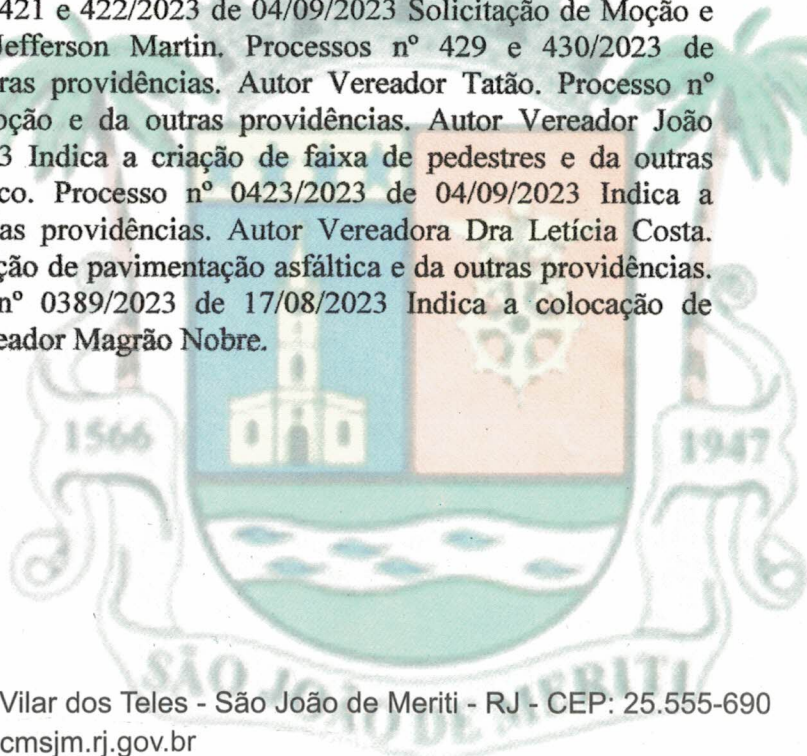 421 e 422/2023 de 04/09/2023 Solicitação de Moção e
Jefferson Martin. Processos nº 429 e 430/2023 de
ras providências. Autor Vereador Tatão. Processo nº
oção e da outras providências. Autor Vereador João
3 Indica a criação de faixa de pedestres e da outras
co. Processo nº 0423/2023 de 04/09/2023 Indica a
as providências. Autor Vereadora Dra Letícia Costa.
ção de pavimentação asfáltica e da outras providências.
nº 0389/2023 de 17/08/2023 Indica a colocação de
eador Magrão Nobre.
1566
1947
SÃO JOÃO DE MERITI
Vilar dos Teles - São João de Meriti - RJ - CEP: 25.555-690
cmsjm.rj.gov.br